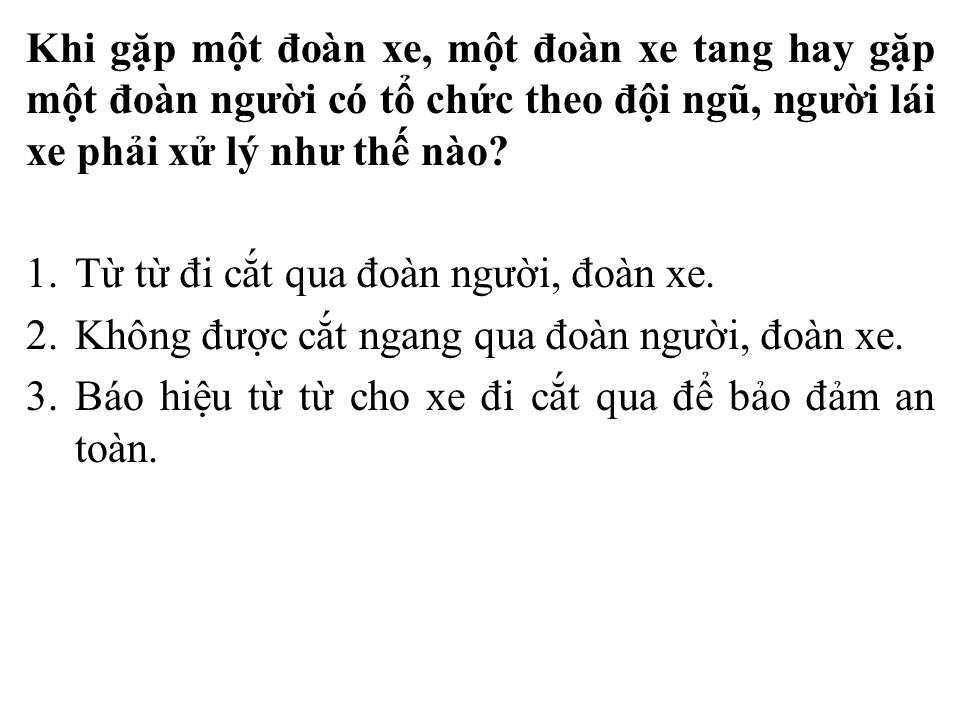 Khi gặp một đoàn xe, một đoàn xe tang hay gặp
một đoàn người có tổ chức theo đội ngũ, người lái
xe phải xử lý như thế nào?
1. Từ từ đi cắt qua đoàn người, đoàn xe.
2. Không được cắt ngang qua đoàn người, đoàn xe.
3. Báo hiệu từ từ cho xe đi cắt qua để bảo đảm an
toàn.